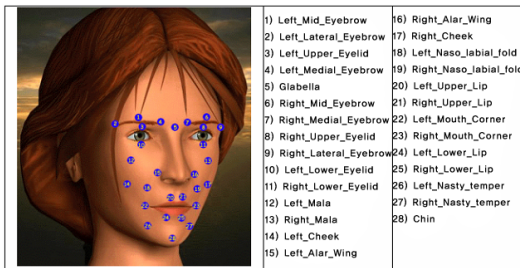 1) Left_Mid_Eyebrow
2) Left_Lateral_Eyebrow
3) Left_Upper_Eyelid
4) Left_Medial_Eyebrow
5) Glabella
6) Right_Mid_Eyebrow
7) Right_Medial_Eyebrow
8) Right_Upper_Eyelid
9) Right_Lateral_Eyebrow
10) Left_Lower_Eyelid
11) Right_Lower_Eyelid
12) Left_Mala
13) Right_Mala
14) Left_Cheek
15) Left_Alar_Wing
16) Right_Alar_Wing
17) Right_Cheek
18) Left_Naso_labial_fold
19) Right_Naso_labial_fold
20) Left_Upper_Lip
21) Right_Upper_Lip
22) Left_Mouth_Corner
23) Right_Mouth_Corner
24) Left_Lower_Lip
25) Right_Lower_Lip
26) Left_Nasty_temper
27) Right_Nasty_temper
28) Chin